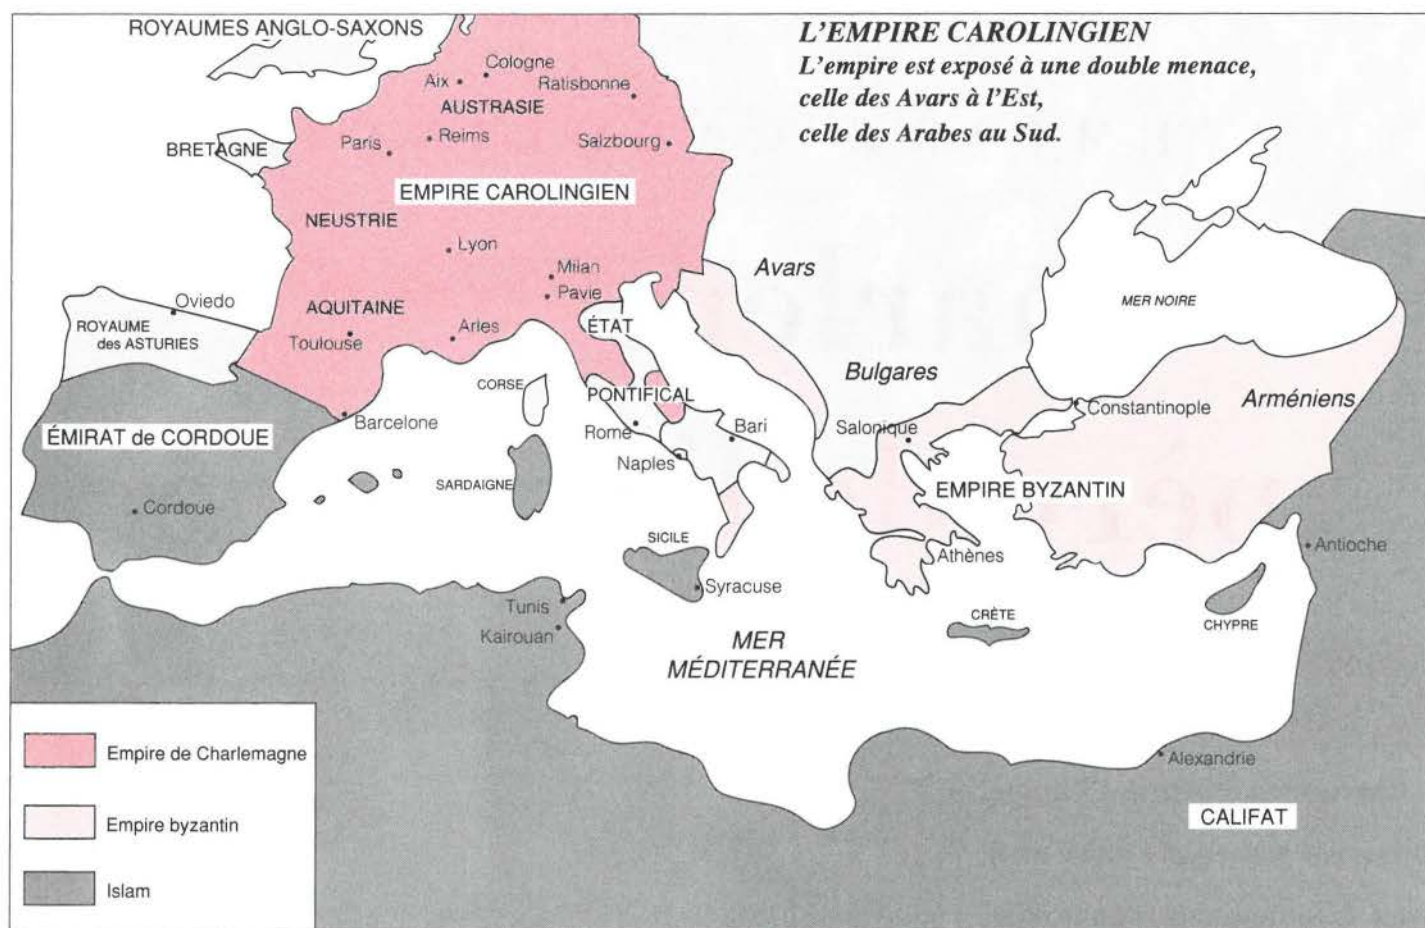 L'EMPIRE CAROLINGIEN
L'empire est exposé à une double menace,
celle des Avars à l'Est,
celle des Arabes au Sud.
ROYAUMES ANGLO-SAXONS
Cologne
Aix
Ratisbonne
AUSTRASIE
Reims
Paris
Salzbourg
BRETAGNE
EMPIRE CAROLINGIEN
NEUSTRIE
Lyon
Milan
Pavie
Avars
MER NOIRE
Oviedo
ROYAUME
des ASTURIES
AQUITAINE
Toulouse
Arles
ÉTAT
PONTIFICAL
CORSE
Bulgares
Arméniens
Constantinople
Barcelone
ÉMIRAT de CORDOUE
Rome
Bari
Salonique
Naples
SARDAIGNE
EMPIRE BYZANTIN
Cordoue
SICILE
Antioche
Athènes
Syracuse
Tunis
Kairouan
CRÈTE
CHYPRE
MER
MÉDITERRANÉE
Alexandrie
CALIFAT
Empire de Charlemagne
Empire byzantin
Islam